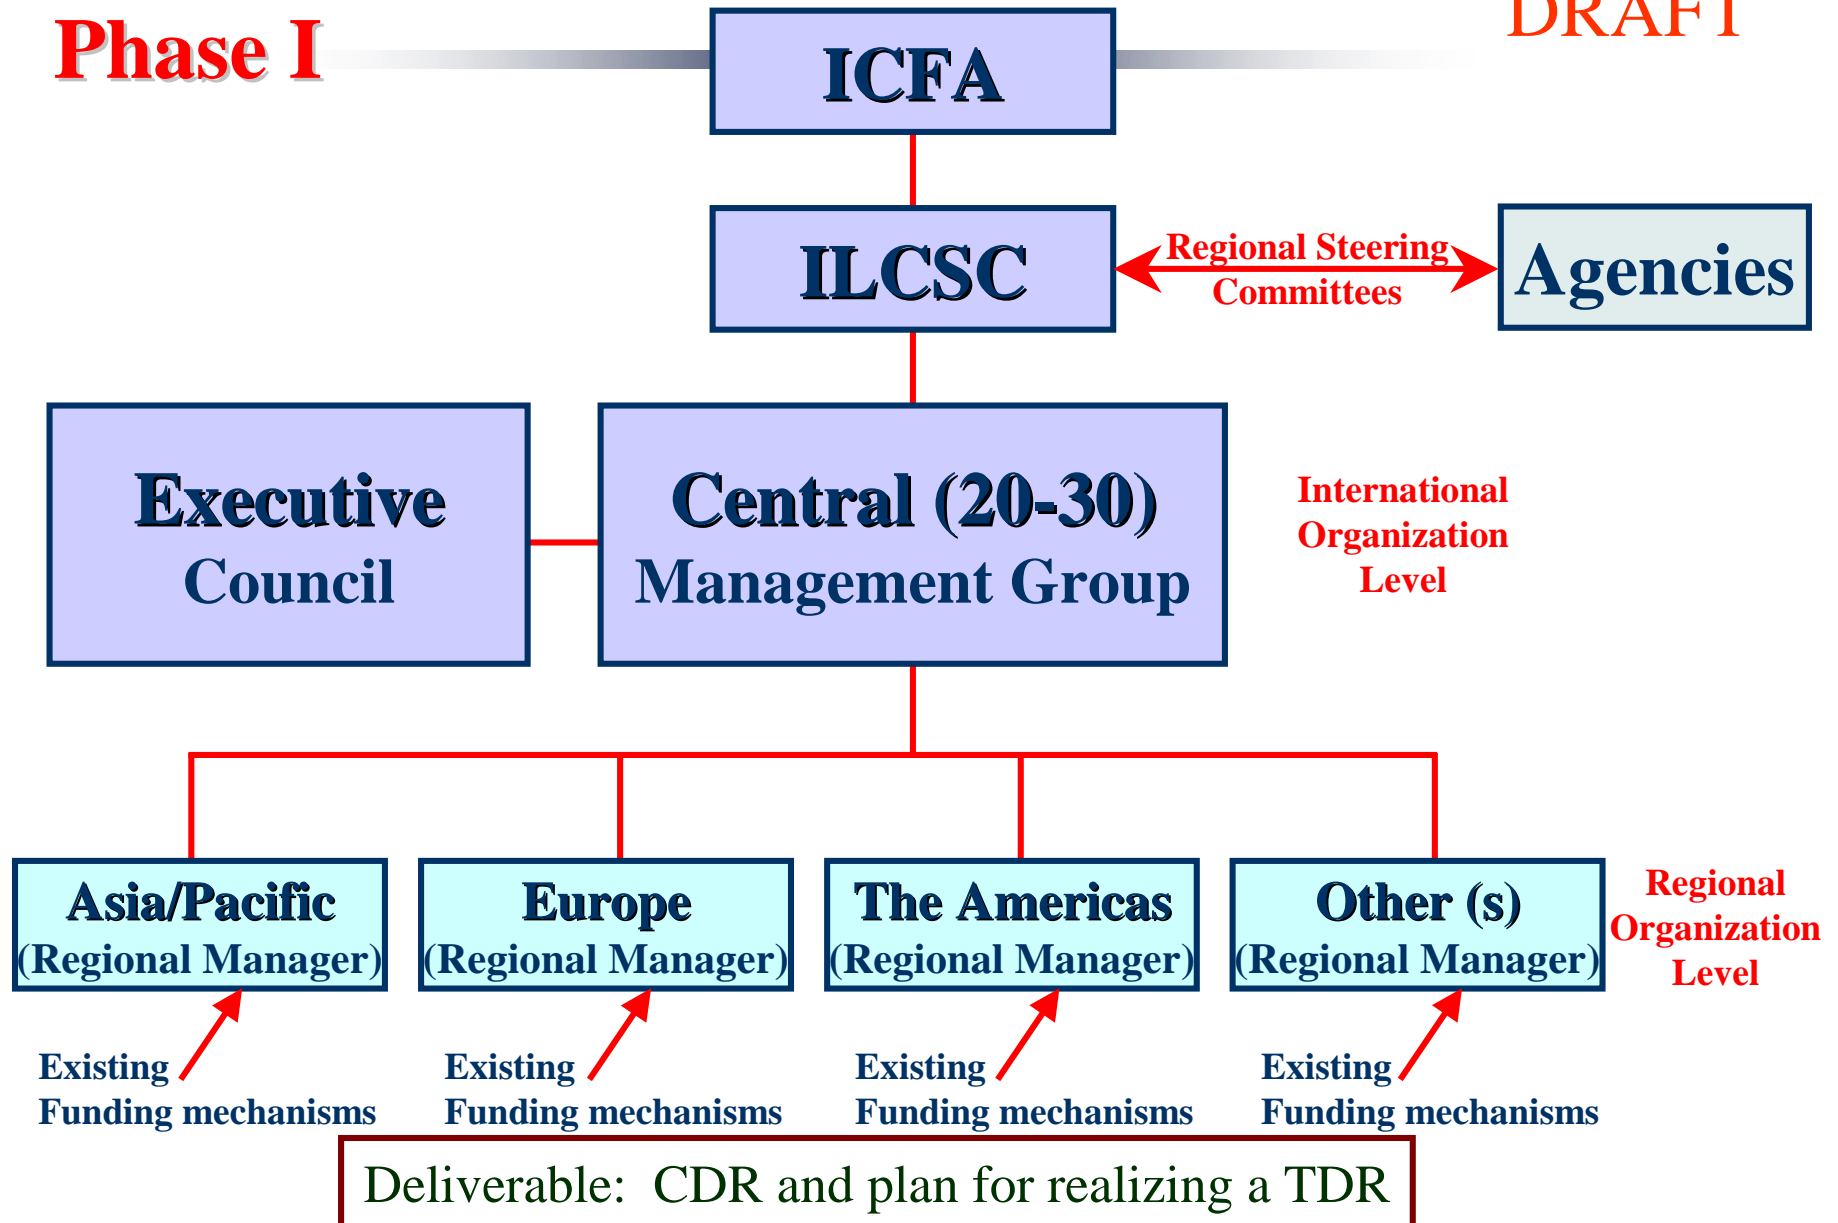 Phase I
DRAFT
ICFA
ILCSC
Regional Steering
Committees
Agencies
Executive
Council
Central (20-30)
Management Group
International
Organization
Level
Asia/Pacific
(Regional Manager)
Europe
(Regional Manager)
The Americas
(Regional Manager)
Other (s)
(Regional Manager)
Regional
Organization
Level
Existing
Funding mechanisms
Existing
Funding mechanisms
Existing
Funding mechanisms
Existing
Funding mechanisms
Deliverable:  CDR and plan for realizing a TDR